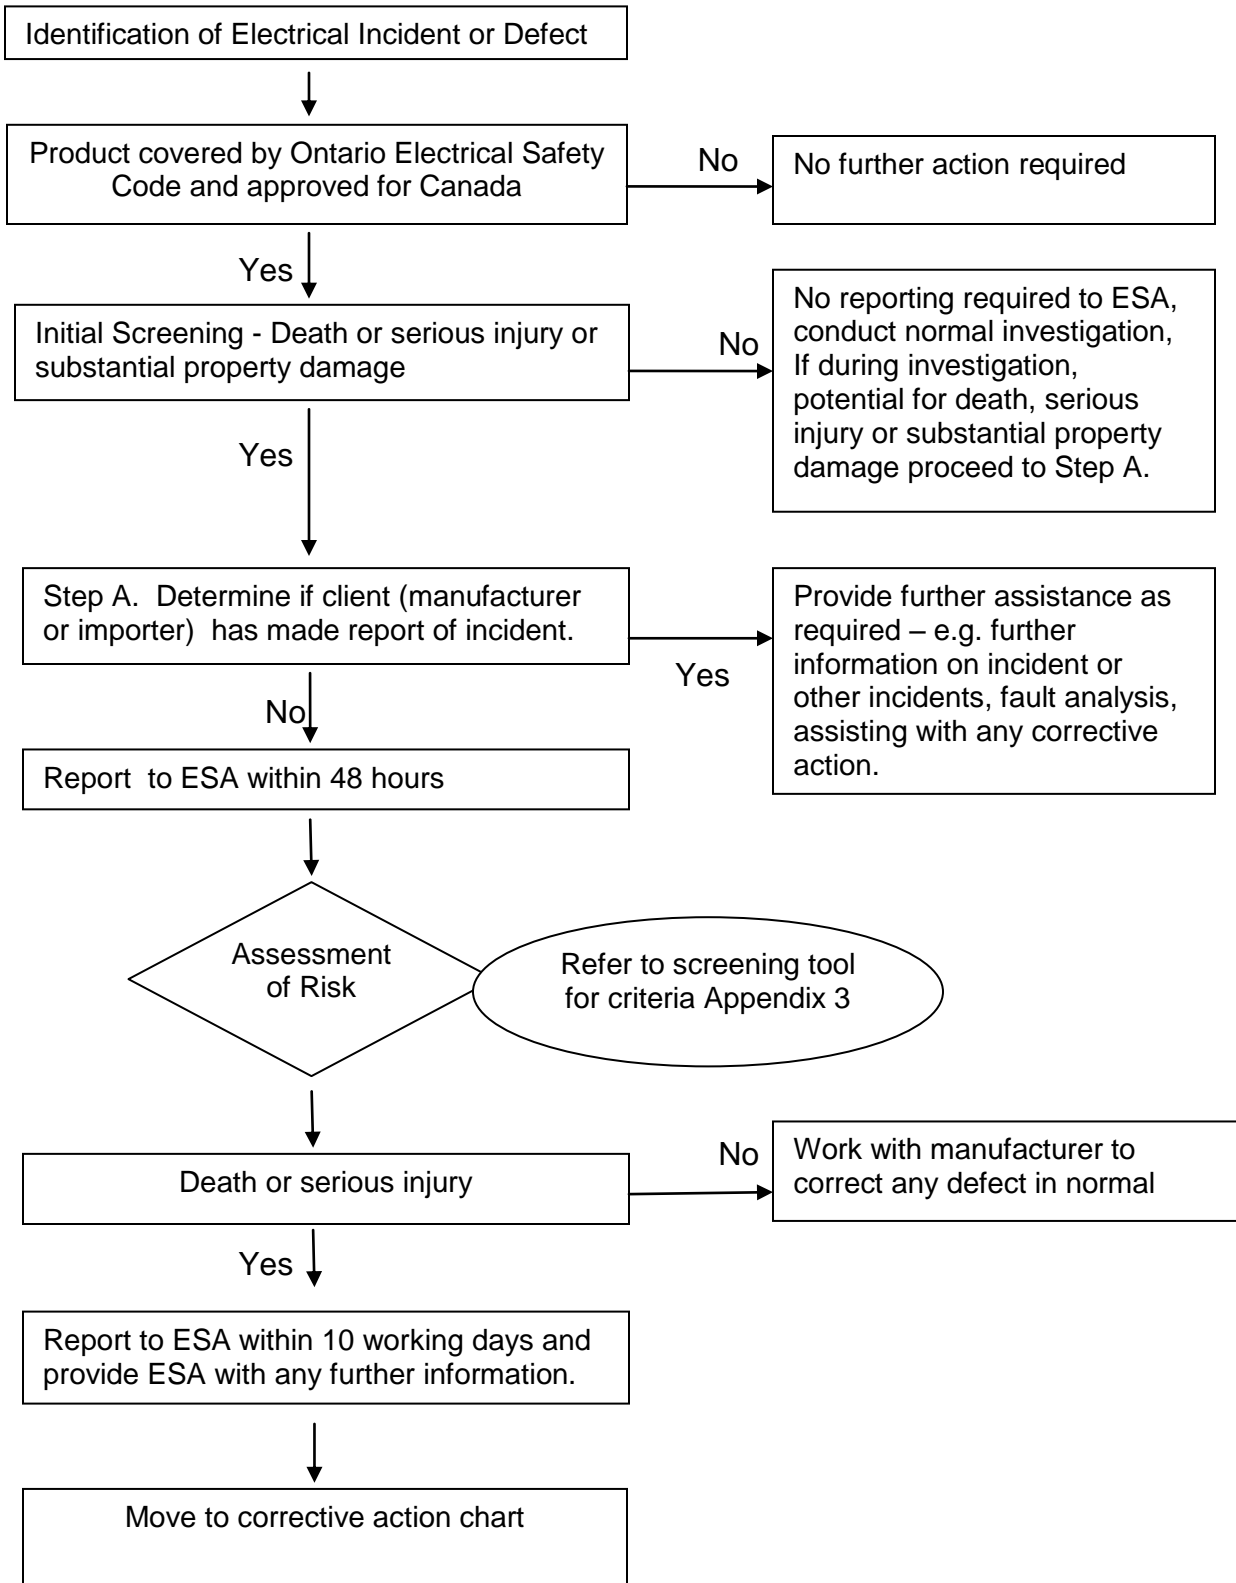 Identification of Electrical Incident or Defect
Product covered by Ontario Electrical Safety
Code and approved for Canada
No
No further action required
Yes
Initial Screening - Death or serious injury or
substantial property damage
No
No reporting required to ESA,
conduct normal investigation,
If during investigation,
potential for death, serious
injury or substantial property
damage proceed to Step A.
Yes
Step A.  Determine if client (manufacturer
or importer)  has made report of incident.
Yes
Provide further assistance as
required – e.g. further
information on incident or
other incidents, fault analysis,
assisting with any corrective
action.
No
Report  to ESA within 48 hours
Assessment
of Risk
Refer to screening tool
for criteria Appendix 3
Death or serious injury
No
Work with manufacturer to
correct any defect in normal
Yes
Report to ESA within 10 working days and
provide ESA with any further information.
Move to corrective action chart